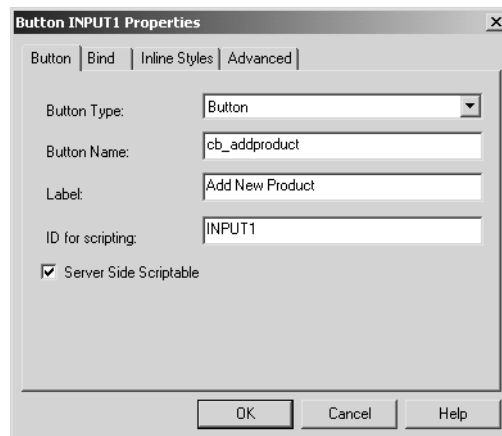 Button INPUT1 Properties
Button Bind Inline Styles Advanced
Button Type: Button
Button Name: cb_addproduct
Label: Add New Product
ID for scripting: INPUT1
Server Side Scriptable
OK Cancel Help